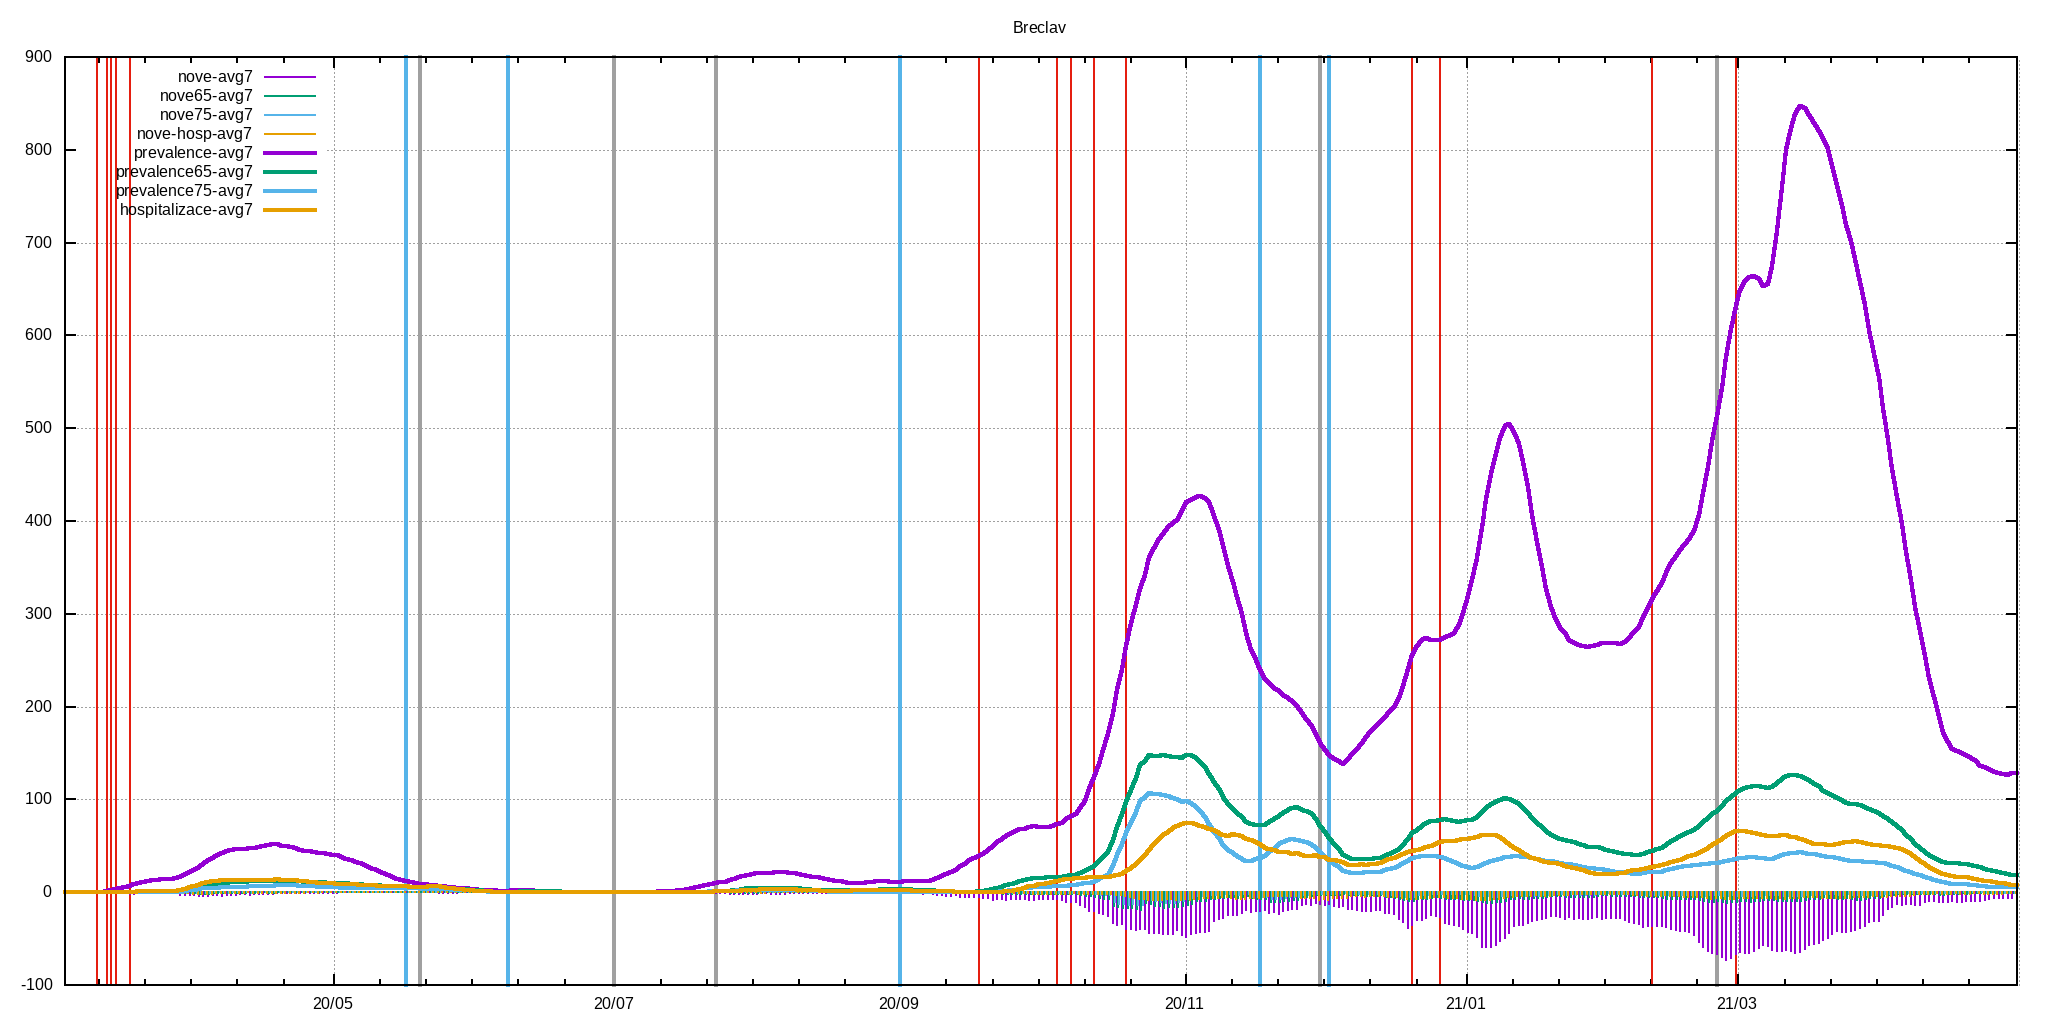 Breclav
900
800
700
600
500
400
300
200
100
0
-100
nove-avg7
nove65-avg7
nove75-avg7
nove-hosp-avg7
prevalence-avg7
prevalence65-avg7
prevalence75-avg7
hospitalizace-avg7
20/05 20/07 20/09 20/11 21/01 21/03